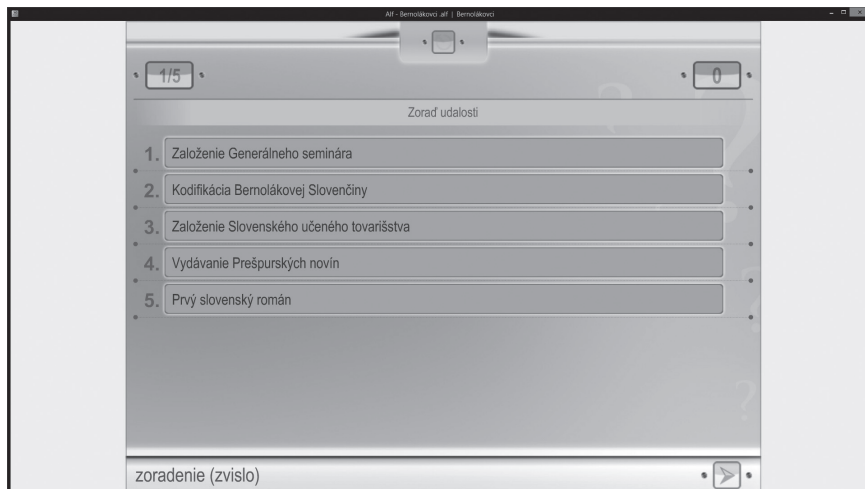 Alf - Bernolákovci .alf | Bernolákovci
1/5
0
Zoraď udalosti
1. Založenie Generálneho seminára
2. Kodifikácia Bernolákovej Slovenčiny
3. Založenie Slovenského učeného tovarišstva
4. Vydávanie Prešpurských novín
5. Prvý slovenský román
zoradenie (zvislo)